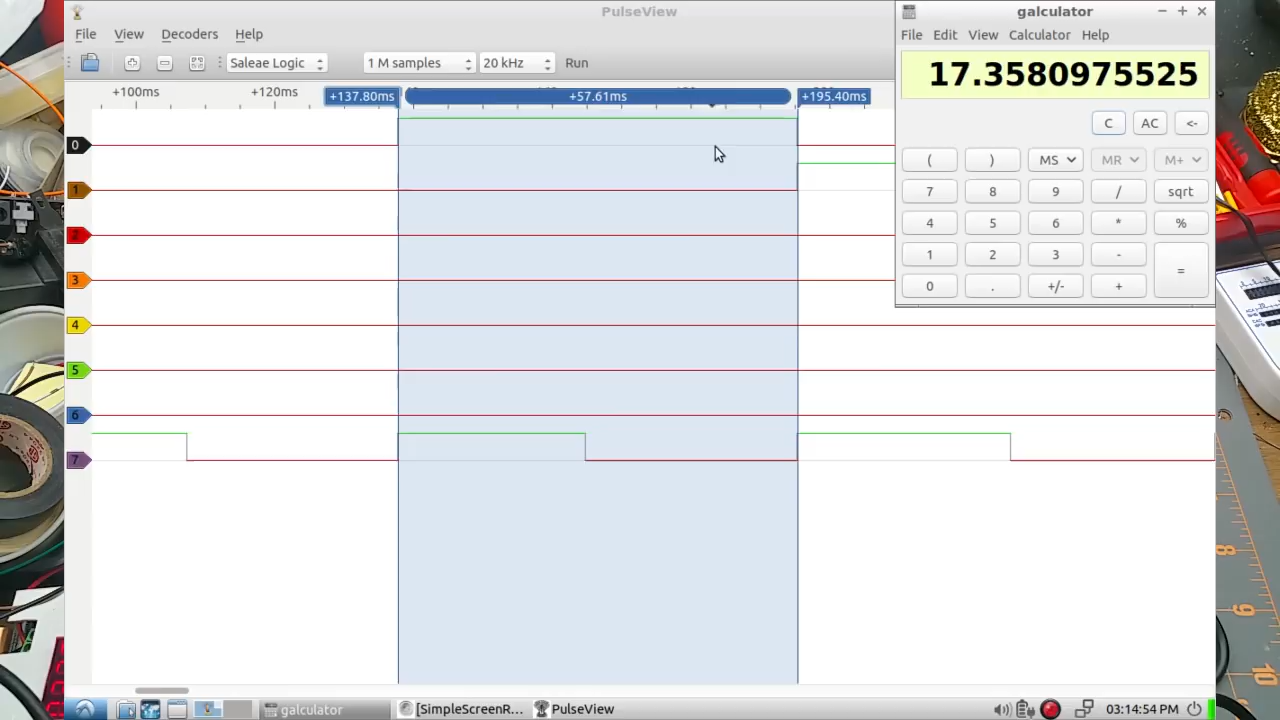 PulseView
File View Decoders Help
Saleae Logic 1 M samples 20 kHz Run
+100ms +120ms +137.80ms +57.61ms +195.40ms
0
1
2
3
4
5
6
7
galculator
File Edit View Calculator Help
17.3580975525
C AC <-
( ) MS MR M+
7 8 9 / sqrt
4 5 6 * %
1 2 3 - =
0 . +/- +
8
9
10
galculator [SimpleScreenR... PulseView 03:14:54 PM